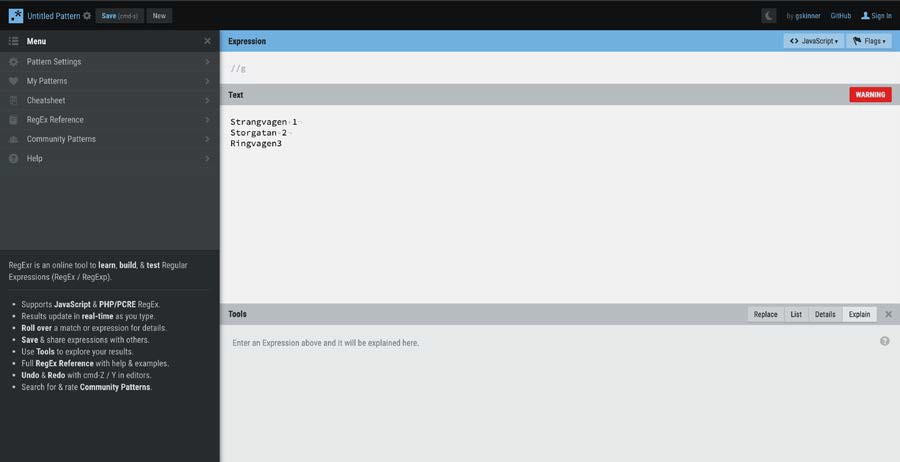 Untitled Pattern Save (cmd-s) New by gskinner GitHub Sign In
Menu
Pattern Settings
My Patterns
Cheatsheet
RegEx Reference
Community Patterns
Help
RegExr is an online tool to learn, build, & test Regular
Expressions (RegEx / RegExp).
Supports JavaScript & PHP/PCRE RegEx.
Results update in real-time as you type.
Roll over a match or expression for details.
Save & share expressions with others.
Use Tools to explore your results.
Full RegEx Reference with help & examples.
Undo & Redo with cmd-Z / Y in editors.
Search for & rate Community Patterns.
Expression <> JavaScript Flags
//g
Text WARNING
Strangvagen 1
Storgatan 2
Ringvagen3
Tools Replace List Details Explain
Enter an Expression above and it will be explained here.